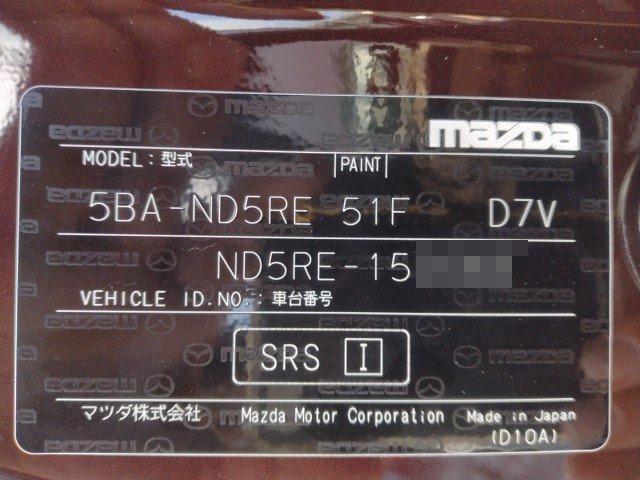 mazda
MODEL: 型式 PAINT
5BA-ND5RE 51F D7V
ND5RE-15
VEHICLE ID.NO.: 車台番号
SRS I
マツダ株式会社 Mazda Motor Corporation Made in Japan
(D10A)